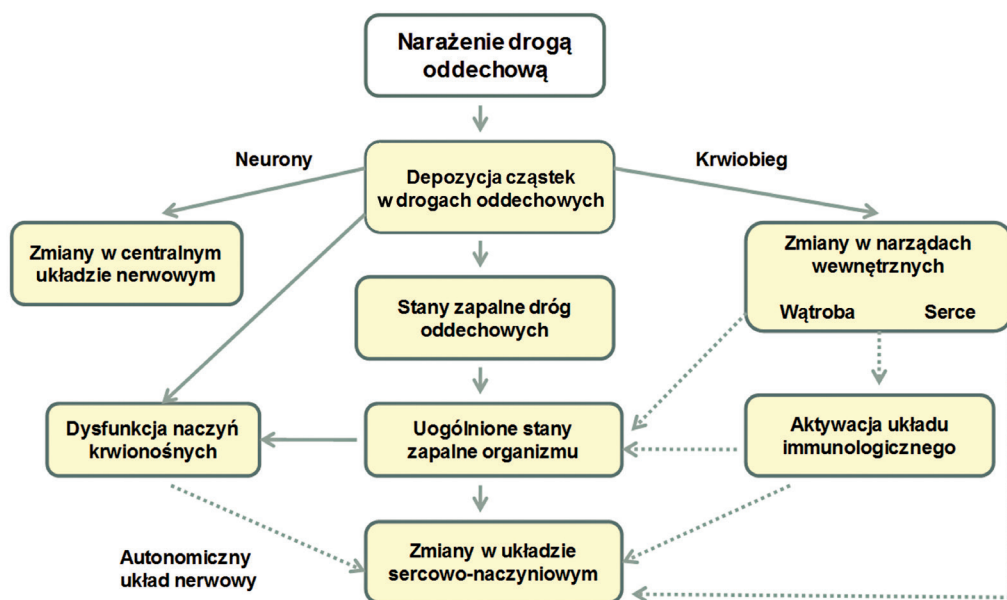 Narażenie drogą
oddechową
Neurony
Krwiobieg
Depozycja cząstek
w drogach oddechowych
Zmiany w centralnym
układzie nerwowym
Zmiany w narządach
wewnętrznych
Wątroba Serce
Stany zapalne dróg
oddechowych
Dysfunkcja naczyń
krwionośnych
Uogólnione stany
zapalne organizmu
Aktywacja układu
immunologicznego
Autonomiczny
układ nerwowy
Zmiany w układzie
sercowo-naczyniowym